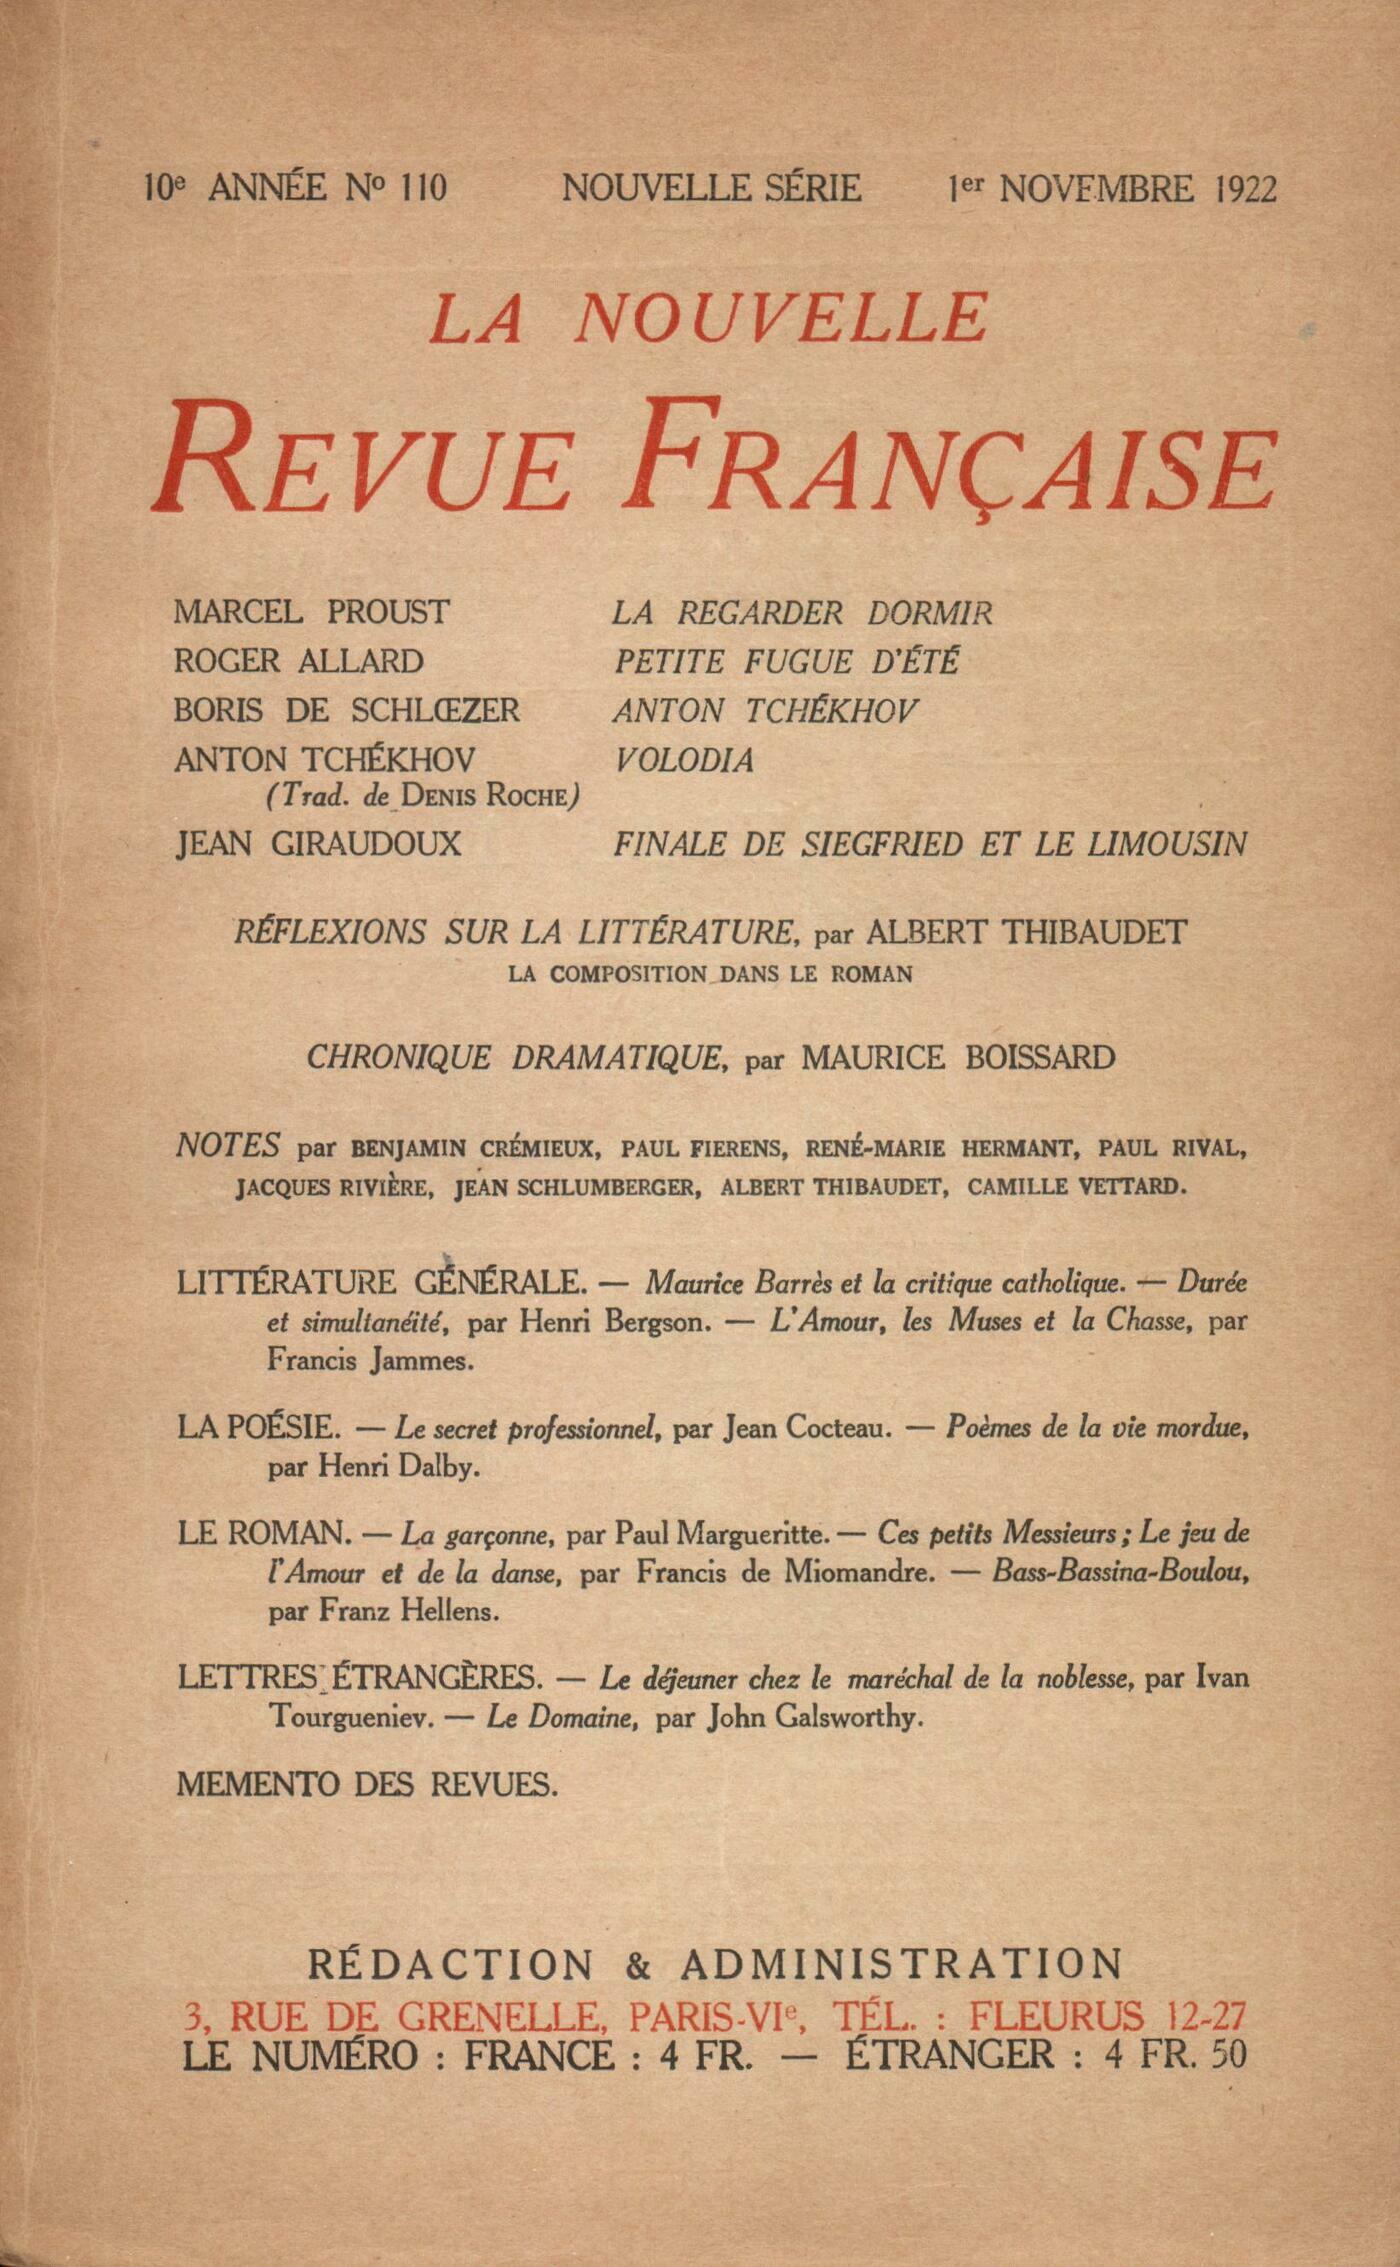 10e ANNÉE No 110 NOUVELLE SÉRIE 1er NOVEMBRE 1922
LA NOUVELLE
REVUE FRANÇAISE
MARCEL PROUST LA REGARDER DORMIR
ROGER ALLARD PETITE FUGUE D'ÉTÉ
BORIS DE SCHLŒZER ANTON TCHÉKHOV
ANTON TCHÉKHOV VOLODIA
(Trad. de DENIS ROCHE)
JEAN GIRAUDOUX FINALE DE SIEGFRIED ET LE LIMOUSIN
RÉFLEXIONS SUR LA LITTÉRATURE, par ALBERT THIBAUDET
LA COMPOSITION DANS LE ROMAN
CHRONIQUE DRAMATIQUE, par MAURICE BOISSARD
NOTES par BENJAMIN CRÉMIEUX, PAUL FIERENS, RENÉ-MARIE HERMANT, PAUL RIVAL,
JACQUES RIVIÈRE, JEAN SCHLUMBERGER, ALBERT THIBAUDET, CAMILLE VETTARD.
LITTÉRATURE GÉNÉRALE. — Maurice Barrès et la critique catholique. — Durée
et simultanéité, par Henri Bergson. — L'Amour, les Muses et la Chasse, par
Francis Jammes.
LA POÉSIE. — Le secret professionnel, par Jean Cocteau. — Poèmes de la vie mordue,
par Henri Dalby.
LE ROMAN. — La garçonne, par Paul Margueritte. — Ces petits Messieurs ; Le jeu de
l'Amour et de la danse, par Francis de Miomandre. — Bass-Bassina-Boulou,
par Franz Hellens.
LETTRES ÉTRANGÈRES. — Le déjeuner chez le maréchal de la noblesse, par Ivan
Tourgueniev. — Le Domaine, par John Galsworthy.
MEMENTO DES REVUES.
RÉDACTION & ADMINISTRATION
3, RUE DE GRENELLE, PARIS-VIe, TÉL. : FLEURUS 12-27
LE NUMÉRO : FRANCE : 4 FR. — ÉTRANGER : 4 FR. 50